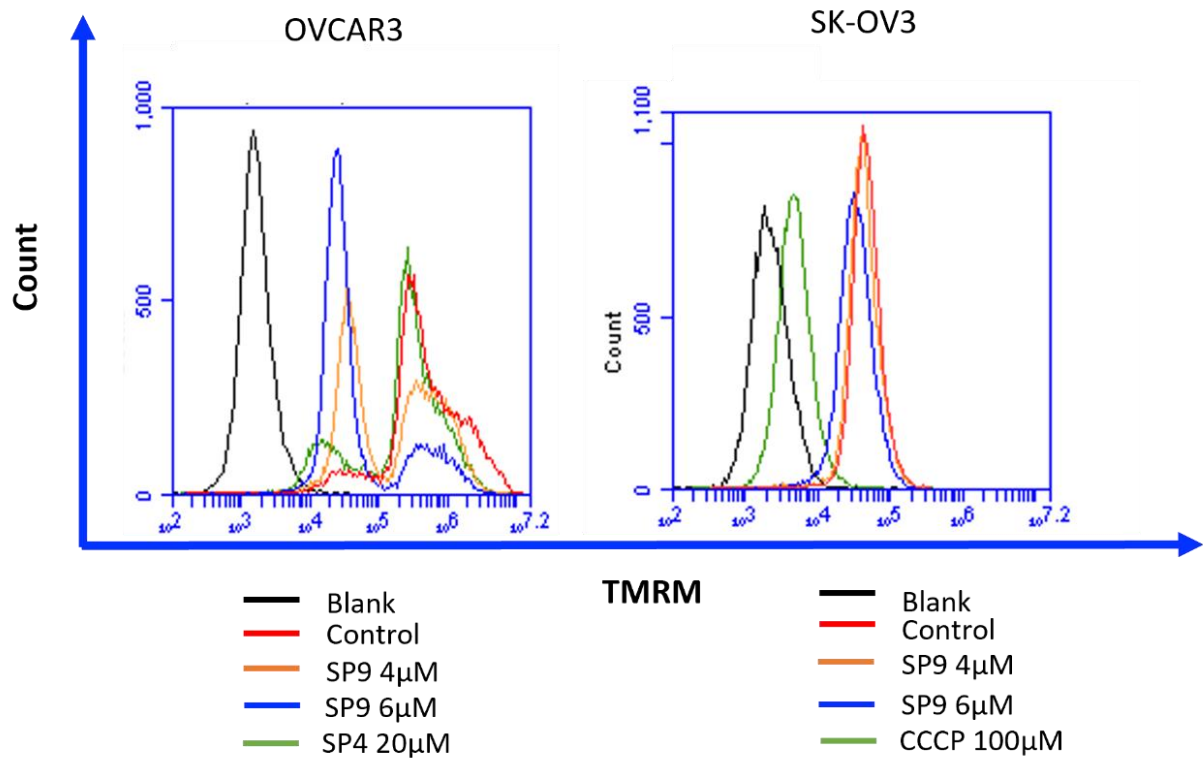 OVCAR3
SK-OV3
Count
1,000
500
0
10^2 10^3 10^4 10^5 10^6 10^7.2
Count
1,100
500
0
10^2 10^3 10^4 10^5 10^6 10^7.2
TMRM
Blank
Control
SP9 4µM
SP9 6µM
SP4 20µM
Blank
Control
SP9 4µM
SP9 6µM
CCCP 100µM